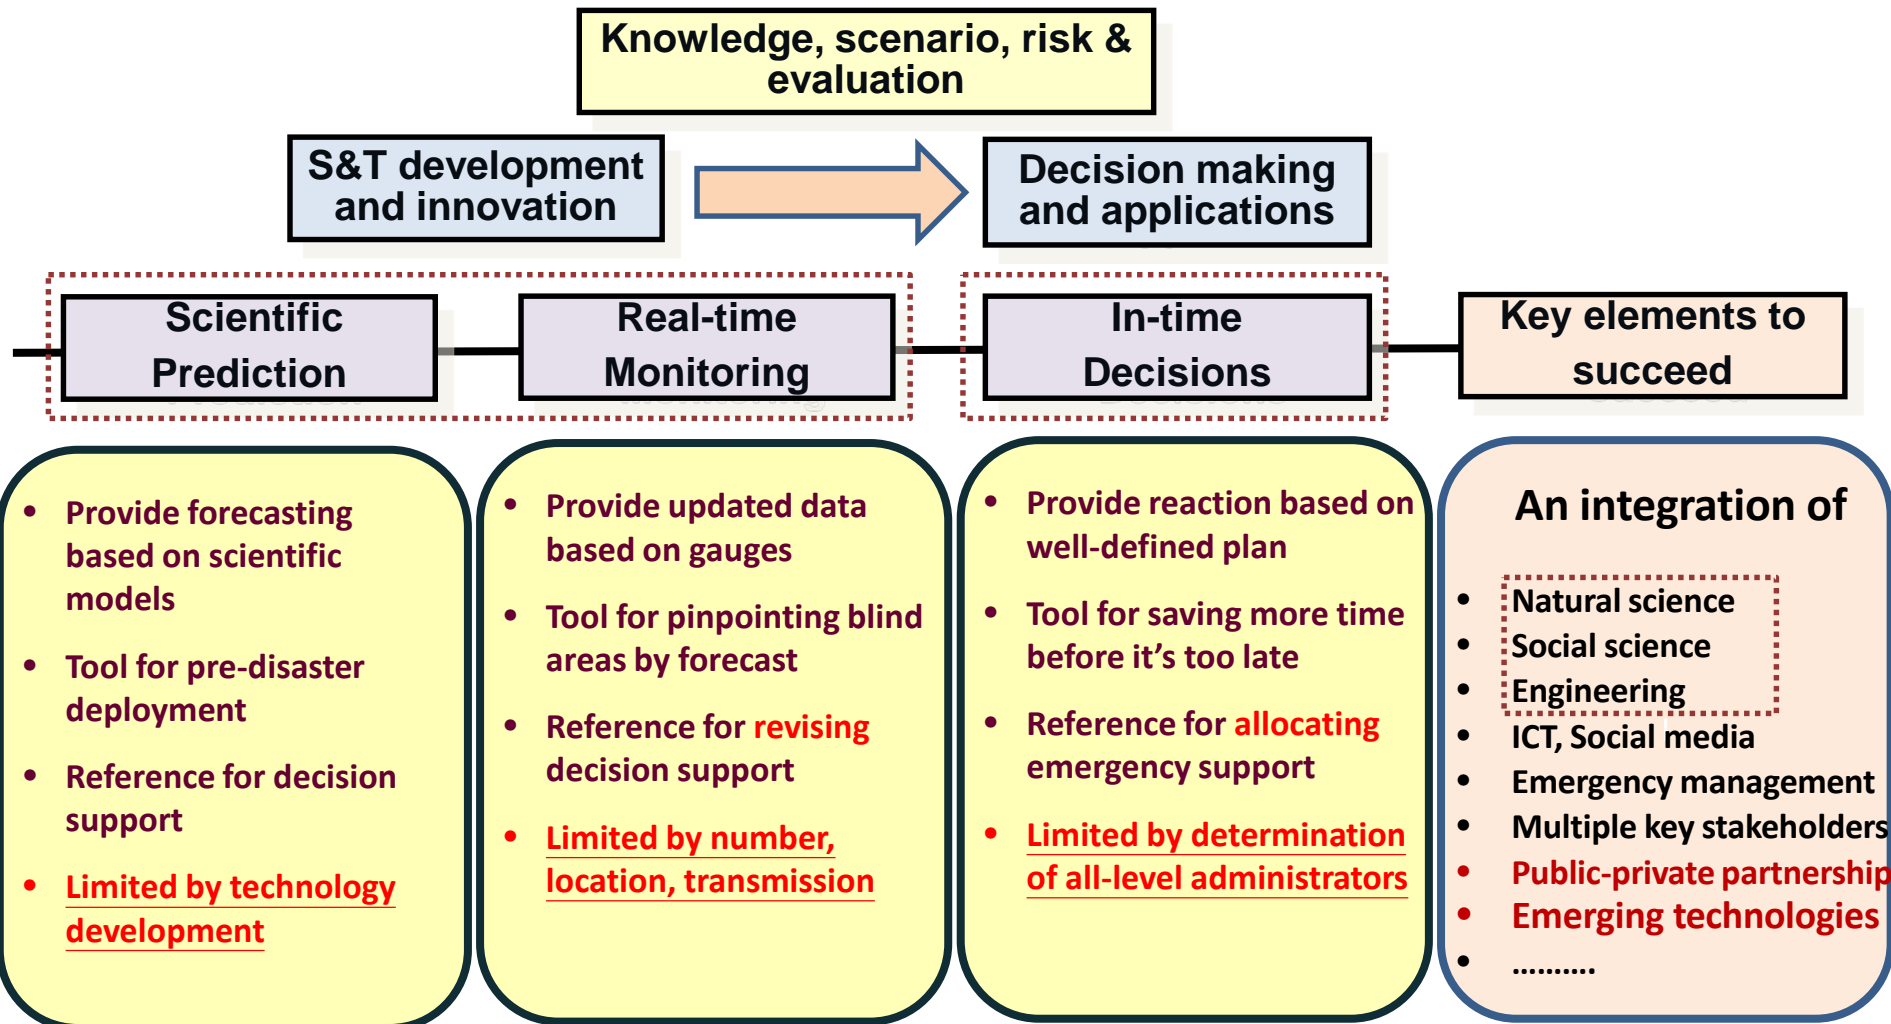 Knowledge, scenario, risk &
evaluation
S&T development
and innovation
Decision making
and applications
Scientific
Prediction
Real-time
Monitoring
In-time
Decisions
Key elements to
succeed
• Provide forecasting
based on scientific
models
• Tool for pre-disaster
deployment
• Reference for decision
support
• Limited by technology
development
• Provide updated data
based on gauges
• Tool for pinpointing blind
areas by forecast
• Reference for revising
decision support
• Limited by number,
location, transmission
• Provide reaction based on
well-defined plan
• Tool for saving more time
before it’s too late
• Reference for allocating
emergency support
• Limited by determination
of all-level administrators
An integration of
• Natural science
• Social science
• Engineering
• ICT, Social media
• Emergency management
• Multiple key stakeholders
• Public-private partnership
• Emerging technologies
• ..........